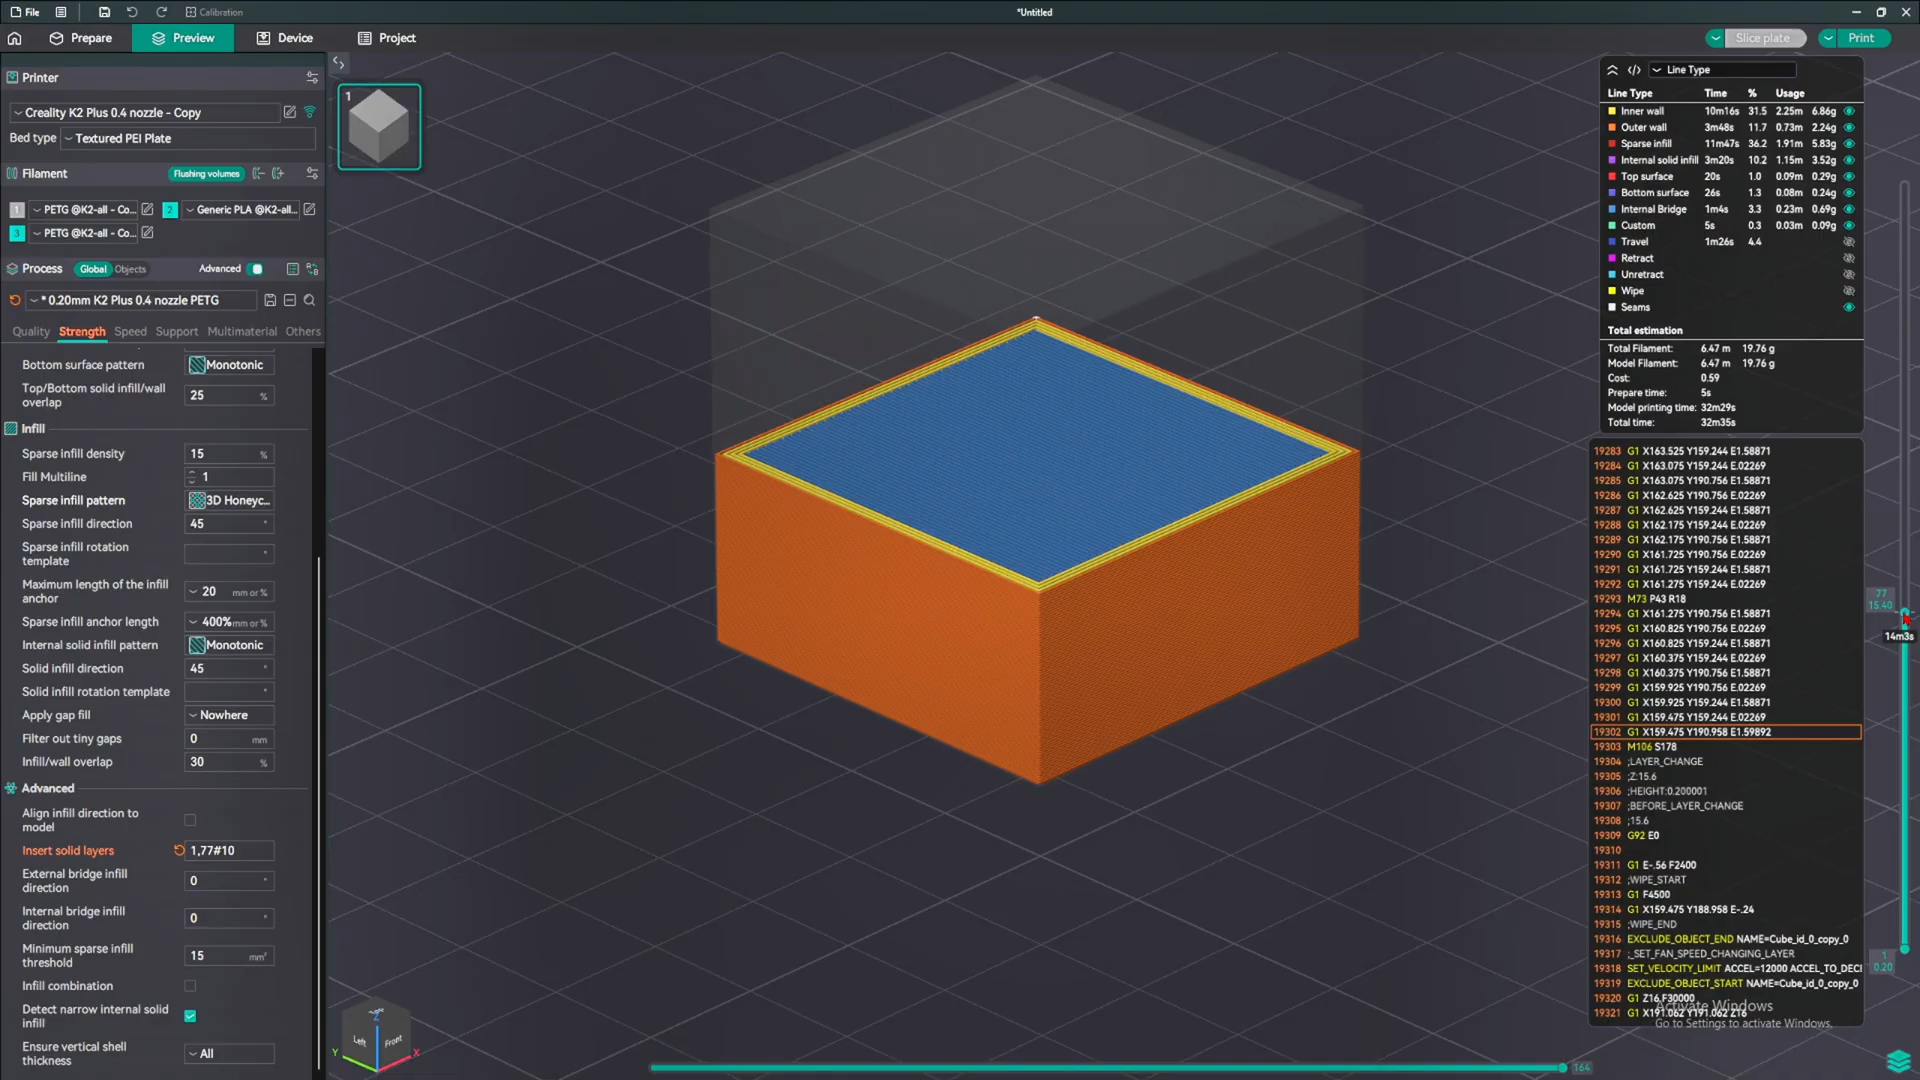 File
Calibration
*Untitled
Prepare
Preview
Device
Project
Slice plate
Print
Printer
Creality K2 Plus 0.4 nozzle - Copy
Bed type
Textured PEI Plate
Filament
Flushing volumes
1 PETG @K2-all - Co...
2 Generic PLA @K2-all...
3 PETG @K2-all - Co...
Process
Global
Objects
Advanced
* 0.20mm K2 Plus 0.4 nozzle PETG
Quality
Strength
Speed
Support
Multimaterial
Others
Bottom surface pattern
Monotonic
Top/Bottom solid infill/wall
overlap
25 %
Infill
Sparse infill density
15 %
Fill Multiline
1
Sparse infill pattern
3D Honeyc...
Sparse infill direction
45 °
Sparse infill rotation
template
°
Maximum length of the infill
anchor
20 mm or %
Sparse infill anchor length
400% mm or %
Internal solid infill pattern
Monotonic
Solid infill direction
45 °
Solid infill rotation template
°
Apply gap fill
Nowhere
Filter out tiny gaps
0 mm
Infill/wall overlap
30 %
Advanced
Align infill direction to
model
Insert solid layers
1,77#10
External bridge infill
direction
0 °
Internal bridge infill
direction
0 °
Minimum sparse infill
threshold
15 mm²
Infill combination
Detect narrow internal solid
infill
Ensure vertical shell
thickness
All
1
Left
Front
Z
Y
X
164
Line Type
Line Type Time % Usage
Inner wall 10m16s 31.5 2.25m 6.86g
Outer wall 3m48s 11.7 0.73m 2.24g
Sparse infill 11m47s 36.2 1.91m 5.83g
Internal solid infill 3m20s 10.2 1.15m 3.52g
Top surface 20s 1.0 0.09m 0.29g
Bottom surface 26s 1.3 0.08m 0.24g
Internal Bridge 1m4s 3.3 0.23m 0.69g
Custom 5s 0.3 0.03m 0.09g
Travel 1m26s 4.4
Retract
Unretract
Wipe
Seams
Total estimation
Total Filament: 6.47 m 19.76 g
Model Filament: 6.47 m 19.76 g
Cost: 0.59
Prepare time: 5s
Model printing time: 32m29s
Total time: 32m35s
19283 G1 X163.525 Y159.244 E1.58871
19284 G1 X163.075 Y159.244 E.02269
19285 G1 X163.075 Y190.756 E1.58871
19286 G1 X162.625 Y190.756 E.02269
19287 G1 X162.625 Y159.244 E1.58871
19288 G1 X162.175 Y159.244 E.02269
19289 G1 X162.175 Y190.756 E1.58871
19290 G1 X161.725 Y190.756 E.02269
19291 G1 X161.725 Y159.244 E1.58871
19292 G1 X161.275 Y159.244 E.02269
19293 M73 P43 R18
19294 G1 X161.275 Y190.756 E1.58871
19295 G1 X160.825 Y190.756 E.02269
19296 G1 X160.825 Y159.244 E1.58871
19297 G1 X160.375 Y159.244 E.02269
19298 G1 X160.375 Y190.756 E1.58871
19299 G1 X159.925 Y190.756 E.02269
19300 G1 X159.925 Y159.244 E1.58871
19301 G1 X159.475 Y159.244 E.02269
19302 G1 X159.475 Y190.958 E1.59892
19303 M106 S178
19304 ;LAYER_CHANGE
19305 ;Z:15.6
19306 ;HEIGHT:0.200001
19307 ;BEFORE_LAYER_CHANGE
19308 ;15.6
19309 G92 E0
19310
19311 G1 E-.56 F2400
19312 ;WIPE_START
19313 G1 F4500
19314 G1 X159.475 Y188.958 E-.24
19315 ;WIPE_END
19316 EXCLUDE_OBJECT_END NAME=Cube_id_0_copy_0
19317 ;_SET_FAN_SPEED_CHANGING_LAYER
19318 SET_VELOCITY_LIMIT ACCEL=12000 ACCEL_TO_DECE
19319 EXCLUDE_OBJECT_START NAME=Cube_id_0_copy_0
19320 G1 Z16 F30000
19321 G1 X191.062 Y191.062 Z16
Activate Windows
Go to Settings to activate Windows.
77
15.40
14m3s
1
0.20